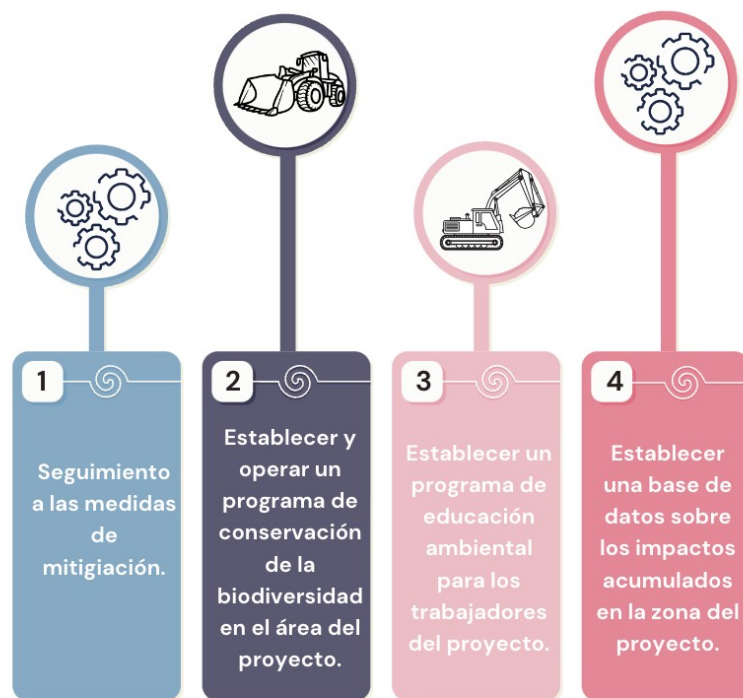 1
Seguimiento
a las medidas
de
mitigiación.
2
Establecer y
operar un
programa de
conservación
de la
biodiversidad
en el área del
proyecto.
3
Establecer un
programa de
educación
ambiental
para los
trabajadores
del proyecto.
4
Establecer
una base de
datos sobre
los impactos
acumulados
en la zona del
proyecto.